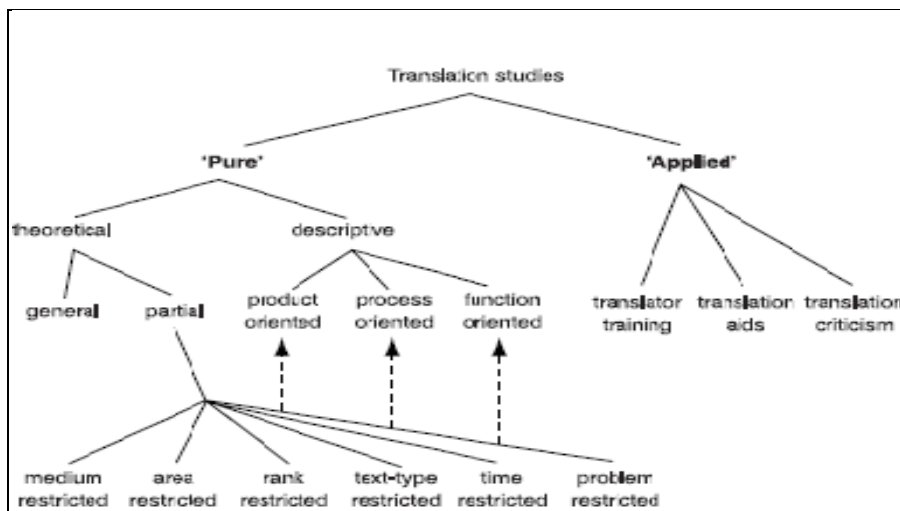 Translation studies
'Pure' 'Applied'
theoretical descriptive
general partial product process function translator translation translation
oriented oriented oriented training aids criticism
medium area rank text-type time problem
restricted restricted restricted restricted restricted restricted